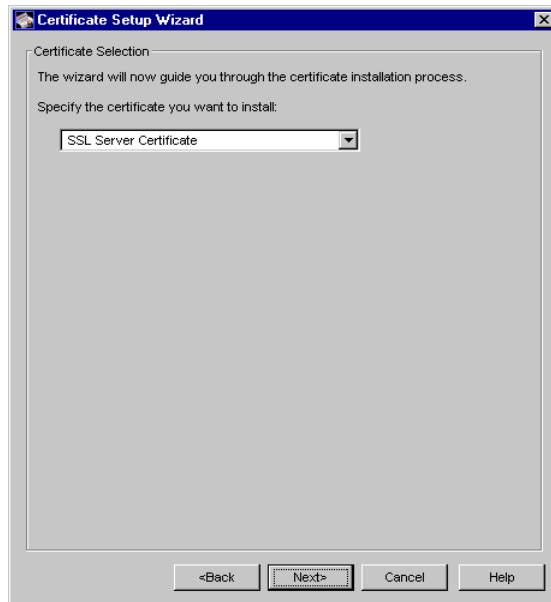 Certificate Setup Wizard
Certificate Selection
The wizard will now guide you through the certificate installation process.
Specify the certificate you want to install:
SSL Server Certificate
<Back Next> Cancel Help